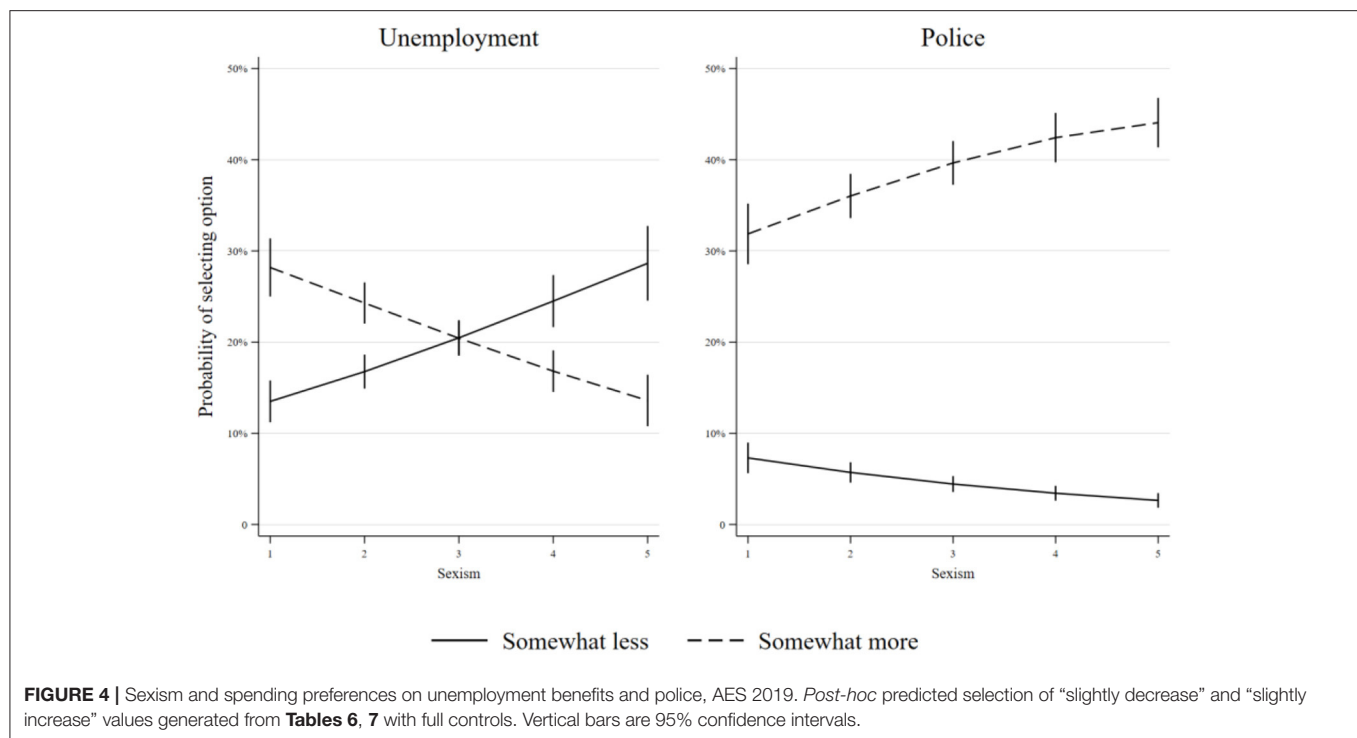 Unemployment
Police
Probability of selecting option
50%
40%
30%
20%
10%
0
1 2 3 4 5
Sexism
50%
40%
30%
20%
10%
0
1 2 3 4 5
Sexism
Somewhat less Somewhat more
FIGURE 4 | Sexism and spending preferences on unemployment benefits and police, AES 2019. Post-hoc predicted selection of “slightly decrease” and “slightly
increase” values generated from Tables 6, 7 with full controls. Vertical bars are 95% confidence intervals.